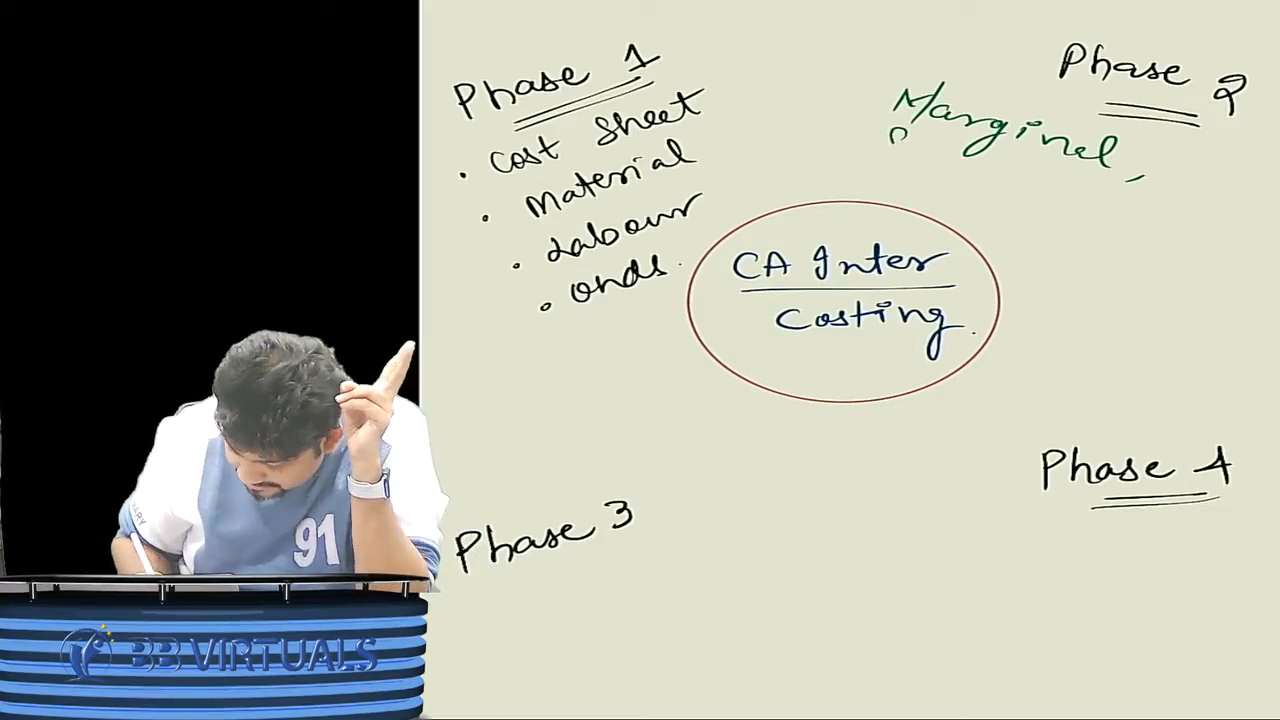 Phase 1
. Cost Sheet
. Material
. Labour
. OHDs.
Phase 2
Marginal,
CA Inter
Costing.
Phase 3
Phase 4
91
BB VIRTUALS